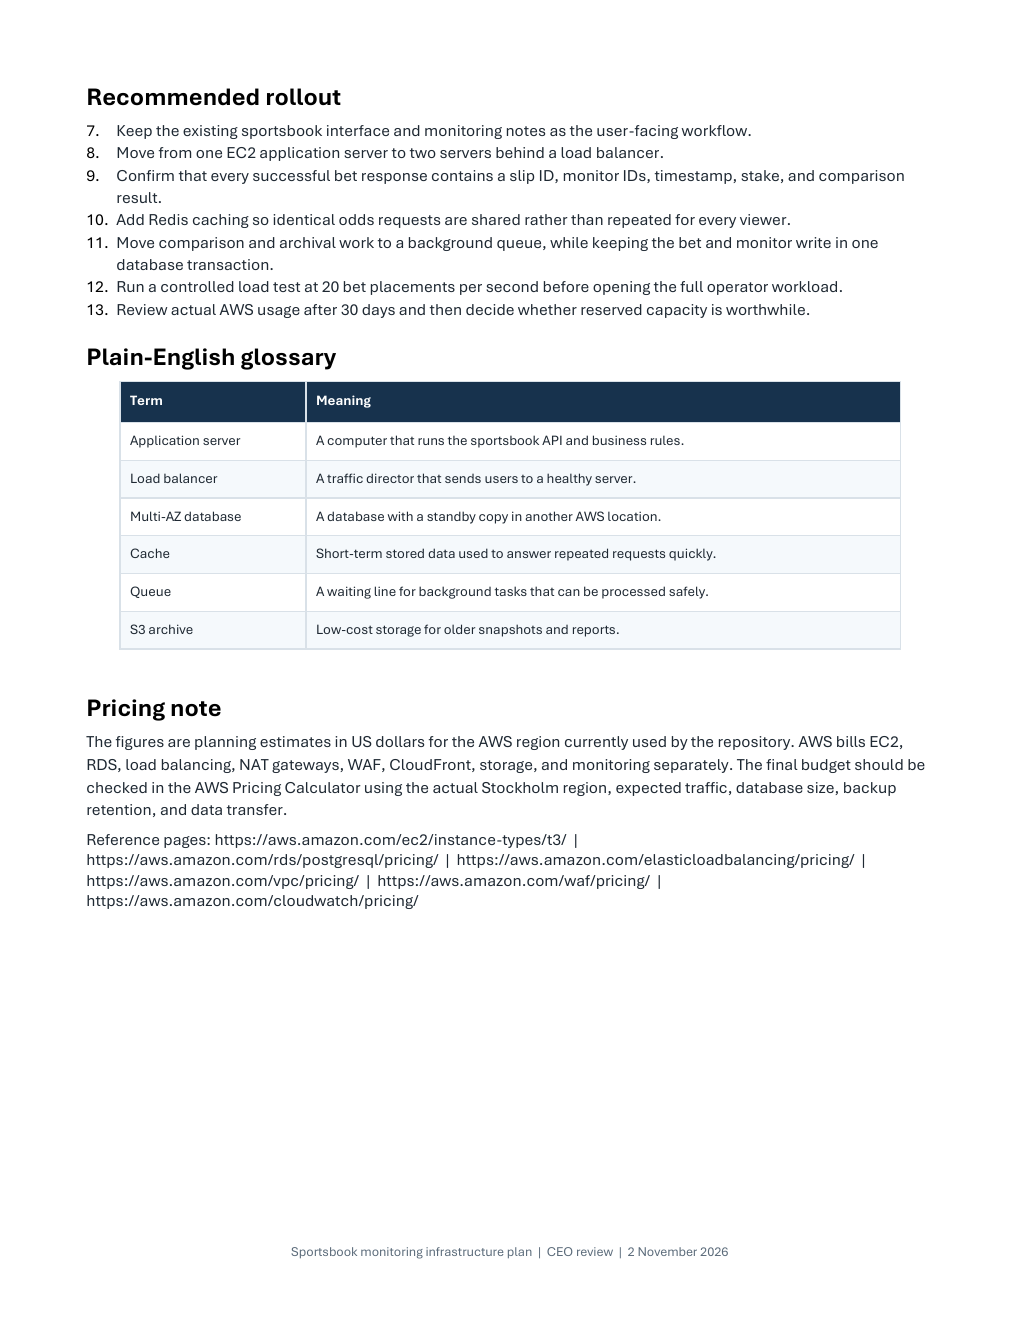 Recommended rollout
7. Keep the existing sportsbook interface and monitoring notes as the user-facing workflow.
8. Move from one EC2 application server to two servers behind a load balancer.
9. Confirm that every successful bet response contains a slip ID, monitor IDs, timestamp, stake, and comparison
result.
10. Add Redis caching so identical odds requests are shared rather than repeated for every viewer.
11. Move comparison and archival work to a background queue, while keeping the bet and monitor write in one
database transaction.
12. Run a controlled load test at 20 bet placements per second before opening the full operator workload.
13. Review actual AWS usage after 30 days and then decide whether reserved capacity is worthwhile.
Plain-English glossary
Term Meaning
Application server A computer that runs the sportsbook API and business rules.
Load balancer A traffic director that sends users to a healthy server.
Multi-AZ database A database with a standby copy in another AWS location.
Cache Short-term stored data used to answer repeated requests quickly.
Queue A waiting line for background tasks that can be processed safely.
S3 archive Low-cost storage for older snapshots and reports.
Pricing note
The figures are planning estimates in US dollars for the AWS region currently used by the repository. AWS bills EC2,
RDS, load balancing, NAT gateways, WAF, CloudFront, storage, and monitoring separately. The final budget should be
checked in the AWS Pricing Calculator using the actual Stockholm region, expected traffic, database size, backup
retention, and data transfer.
Reference pages: https://aws.amazon.com/ec2/instance-types/t3/ |
https://aws.amazon.com/rds/postgresql/pricing/ | https://aws.amazon.com/elasticloadbalancing/pricing/ |
https://aws.amazon.com/vpc/pricing/ | https://aws.amazon.com/waf/pricing/ |
https://aws.amazon.com/cloudwatch/pricing/
Sportsbook monitoring infrastructure plan | CEO review | 2 November 2026